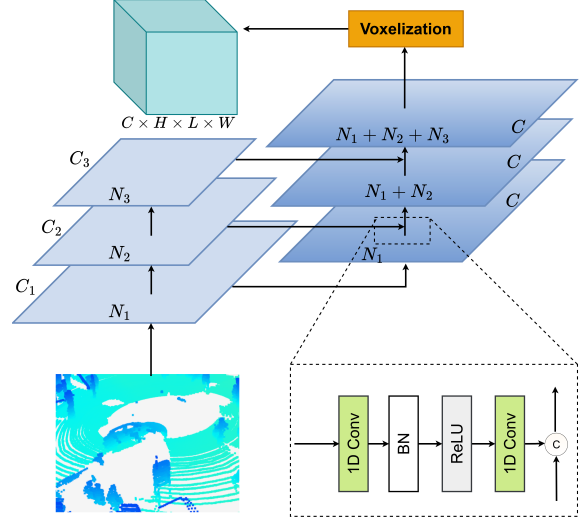 Voxelization
C × H × L × W
N₁ + N₂ + N₃
C
C₃
N₃
N₁ + N₂
C
C₂
N₂
C
N₁
C₁
N₁
1D Conv
BN
ReLU
1D Conv
C